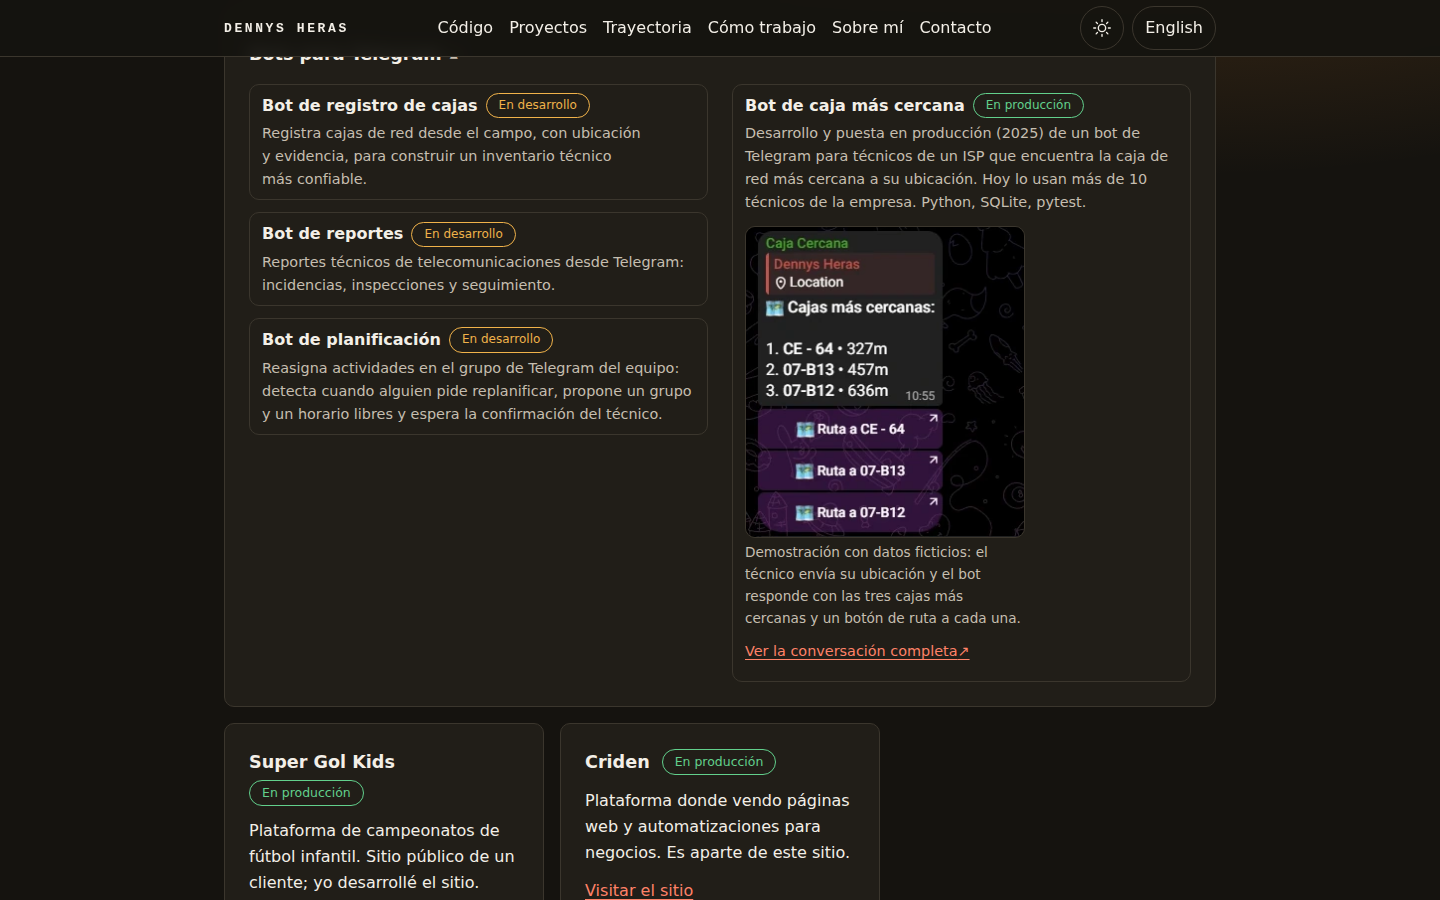 DENNYS HERAS
Código Proyectos Trayectoria Cómo trabajo Sobre mí Contacto
English
Bots para Telegram
Bot de registro de cajas En desarrollo
Registra cajas de red desde el campo, con ubicación
y evidencia, para construir un inventario técnico
más confiable.
Bot de reportes En desarrollo
Reportes técnicos de telecomunicaciones desde Telegram:
incidencias, inspecciones y seguimiento.
Bot de planificación En desarrollo
Reasigna actividades en el grupo de Telegram del equipo:
detecta cuando alguien pide replanificar, propone un grupo
y un horario libres y espera la confirmación del técnico.
Bot de caja más cercana En producción
Desarrollo y puesta en producción (2025) de un bot de
Telegram para técnicos de un ISP que encuentra la caja de
red más cercana a su ubicación. Hoy lo usan más de 10
técnicos de la empresa. Python, SQLite, pytest.
Caja Cercana
Dennys Heras
Location
Cajas más cercanas:
1. CE - 64 • 327m
2. 07-B13 • 457m
3. 07-B12 • 636m
10:55
Ruta a CE - 64
Ruta a 07-B13
Ruta a 07-B12
Demostración con datos ficticios: el
técnico envía su ubicación y el bot
responde con las tres cajas más
cercanas y un botón de ruta a cada una.
Ver la conversación completa↗
Super Gol Kids
En producción
Plataforma de campeonatos de
fútbol infantil. Sitio público de un
cliente; yo desarrollé el sitio.
Criden En producción
Plataforma donde vendo páginas
web y automatizaciones para
negocios. Es aparte de este sitio.
Visitar el sitio